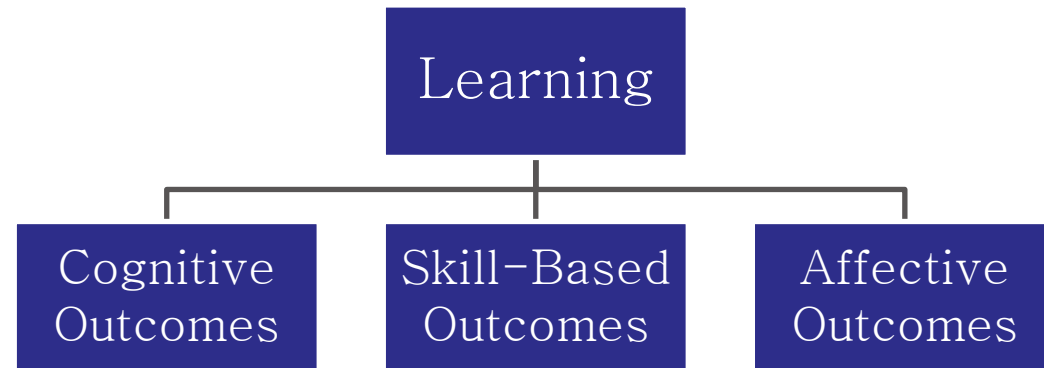 Learning
Cognitive
Outcomes
Skill-Based
Outcomes
Affective
Outcomes